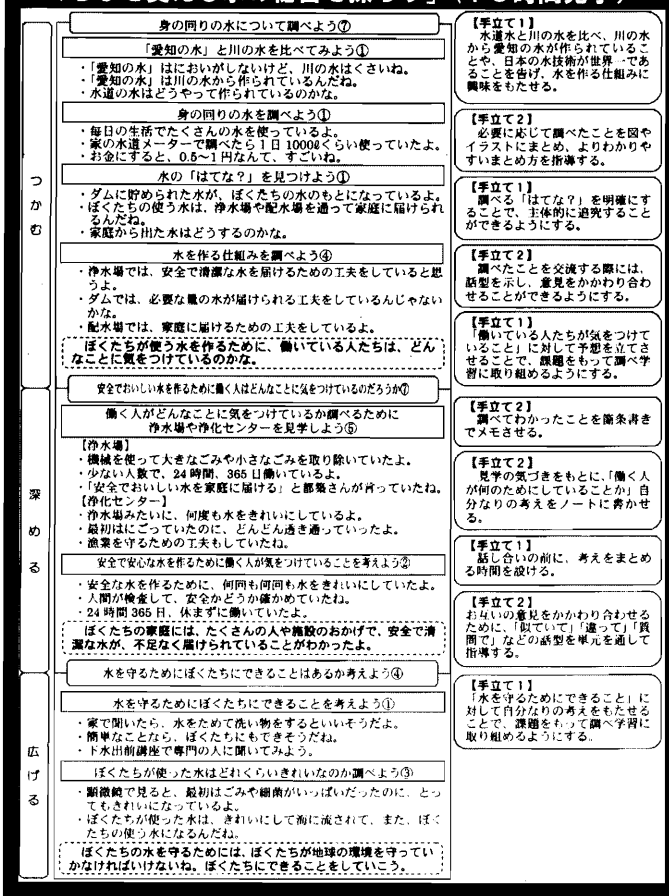 身の回りの水について調べよう⑦
「愛知の水」と川の水を比べてみよう①
・「愛知の水」はにおいがしないけど、川の水はくさいね。
・「愛知の水」は川の水から作られているんだね。
・水道の水はどうやって作られているのかな。
身の回りの水を調べよう①
・毎日の生活でたくさんの水を使っているよ。
・家の水道メーターで調べたら1日1000ℓくらい使っていたよ。
・お金にすると、0.5~1円なんて、すごいね。
水の「はてな?」を見つけよう①
・ダムに貯められた水が、ぼくたちの水のもとになっているよ。
・ぼくたちの使う水は、浄水場や配水場を通って家庭に届けられ
るんだね。
・家庭から出た水はどうするのかな。
水を作る仕組みを調べよう④
・浄水場では、安全で清潔な水を届けるための工夫をしていると思
うよ。
・ダムでは、必要な量の水が届けられる工夫をしているんじゃない
かな。
・配水場では、家庭に届けるための工夫をしているよ。
ぼくたちが使う水を作るために、働いている人たちは、どん
なことに気をつけているのかな。
つかむ
安全でおいしい水を作るために働く人はどんなことに気をつけているのだろうか⑦
働く人がどんなことに気をつけているか調べるために
浄水場や浄化センターを見学しよう⑤
【浄水場】
・機械を使って大きなごみや小さなごみを取り除いていたよ。
・少ない人数で、24時間、365日働いているよ。
・「安全でおいしい水を家庭に届ける」と都築さんが言っていたね。
【浄化センター】
・浄水場みたいに、何度も水をきれいにしているよ。
・最初はにごっていたのに、どんどん透き通っていったよ。
・漁業を守るための工夫もしていたね。
安全で安心な水を作るために働く人が気をつけていることを考えよう②
・安全な水を作るために、何回も何回も水をきれいにしていたよ。
・人間が検査して、安全かどうか確かめていたね。
・24時間365日、休まずに働いていたよ。
ぼくたちの家庭には、たくさんの人や施設のおかげで、安全で清
潔な水が、不足なく届けられていることがわかったよ。
深める
水を守るためにぼくたちにできることはあるか考えよう④
水を守るためにぼくたちにできることを考えよう①
・家で聞いたら、水をためて洗い物をするといいそうだよ。
・簡単なことなら、ぼくたちにもできそうだね。
・下水出前講座で専門の人に聞いてみよう。
ぼくたちが使った水はどれくらいきれいなのか調べよう③
・顕微鏡で見ると、最初はごみや細菌がいっぱいだったのに、とっ
てもきれいになっているよ。
・ぼくたちが使った水は、きれいにして海に流されて、また、ぼく
たちの使う水になるんだね。
ぼくたちの水を守るためには、ぼくたちが地球の環境を守ってい
かなければいけないね。ぼくたちにできることをしていこう。
広げる
【手立て1】
水道水と川の水を比べ、川の水
から愛知の水が作られているこ
とや、日本の水技術が世界一であ
ることを告げ、水を作る仕組みに
興味をもたせる。
【手立て2】
必要に応じて調べたことを図や
イラストにまとめ、よりわかりや
すいまとめ方を指導する。
【手立て1】
調べる「はてな?」を明確にす
ることで、主体的に追究すること
ができるようにする。
【手立て2】
調べたことを交流する際には、
話型を示し、意見をかかわり合わ
せることができるようにする。
【手立て1】
「働いている人たちが気をつけて
いること」に対して予想を立てさ
せることで、課題をもって調べ学
習に取り組めるようにする。
【手立て2】
調べてわかったことを箇条書き
でメモさせる。
【手立て2】
見学の気づきをもとに、「働く人
が何のためにしていることか」自
分なりの考えをノートに書かせ
る。
【手立て1】
話し合いの前に、考えをまとめ
る時間を設ける。
【手立て2】
お互いの意見をかかわり合わせる
ために、「似ていて」「違って」「質
問で」などの話型を単元を通して
指導する。
【手立て1】
「水を守るためにできること」に
対して自分なりの考えをもたせる
ことで、課題をもって調べ学習に
取り組めるようにする。